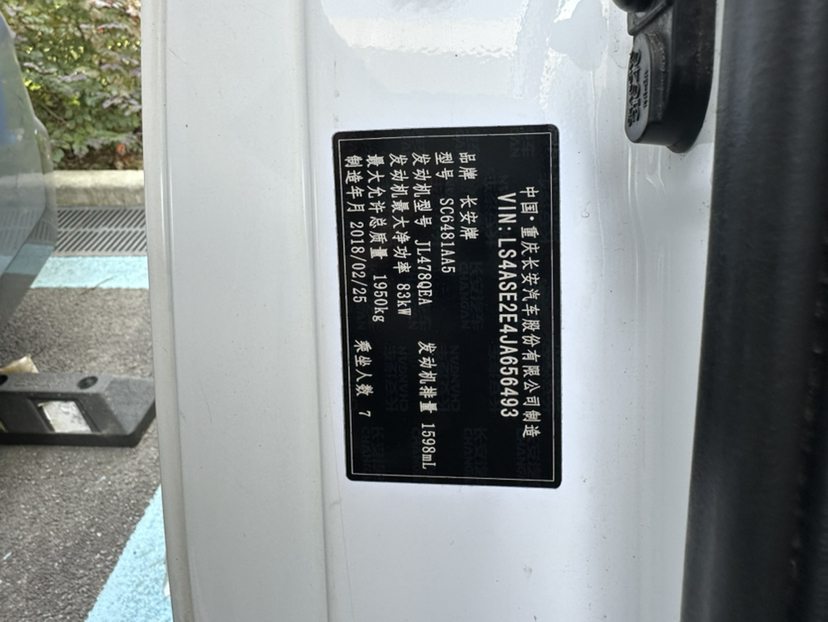 中国·重庆长安汽车股份有限公司制造
VIN:LS4ASE2E4JA656493
品牌 长安牌
型号 SC6481AA5
发动机型号 JL478QEA 发动机排量 1598mL
发动机最大净功率 83kW
最大允许总质量 1950kg
制造年月 2018/02/25 乘坐人数 7